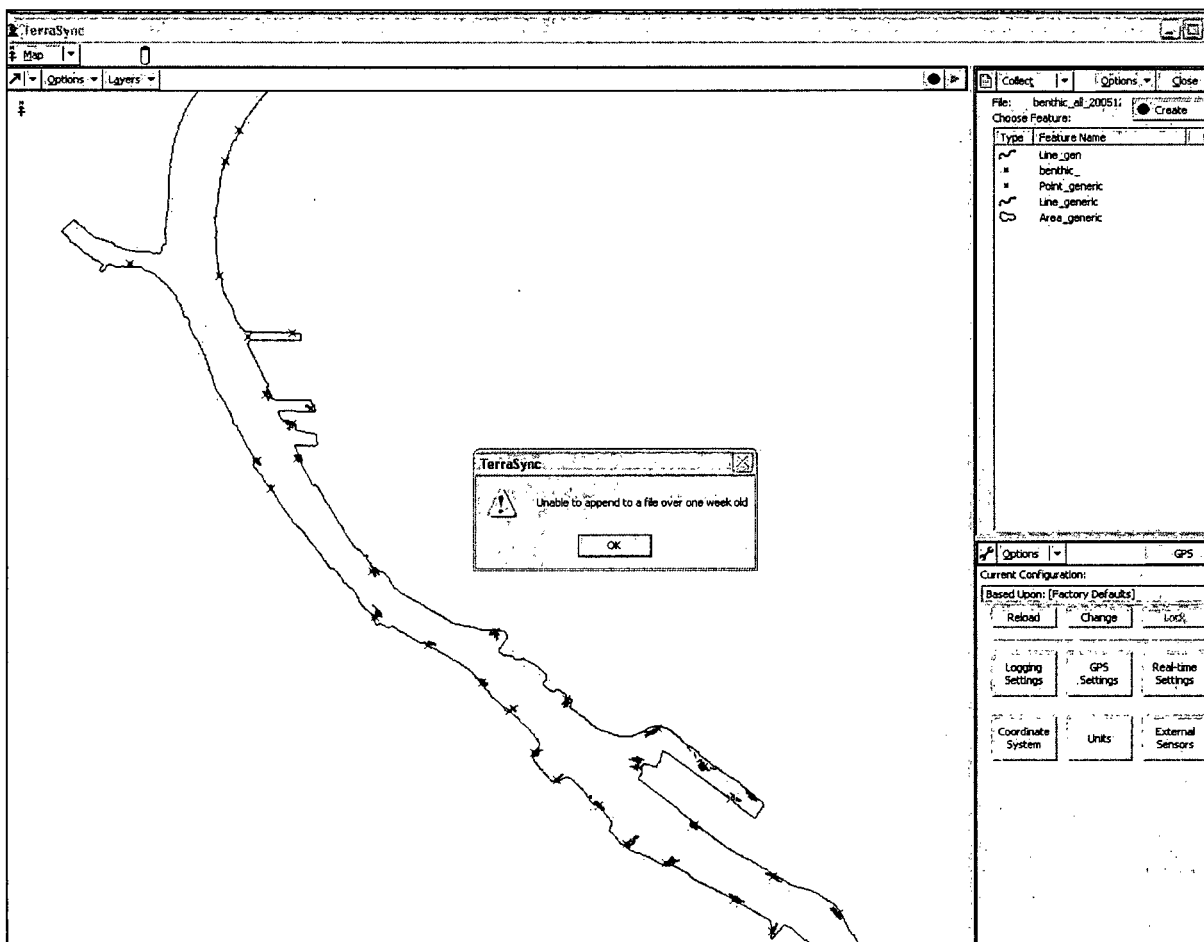 TerraSync
Map
Options Layers
Collect Options Close
File: benthic_all_20051
Create
Choose Feature:
Type Feature Name
Line_gen
benthic_
Point_generic
Line_generic
Area_generic
TerraSync
Unable to append to a file over one week old
OK
Options GPS
Current Configuration:
Based Upon: [Factory Defaults]
Reload Change Lock
Logging Settings
GPS Settings
Real-time Settings
Coordinate System
Units
External Sensors